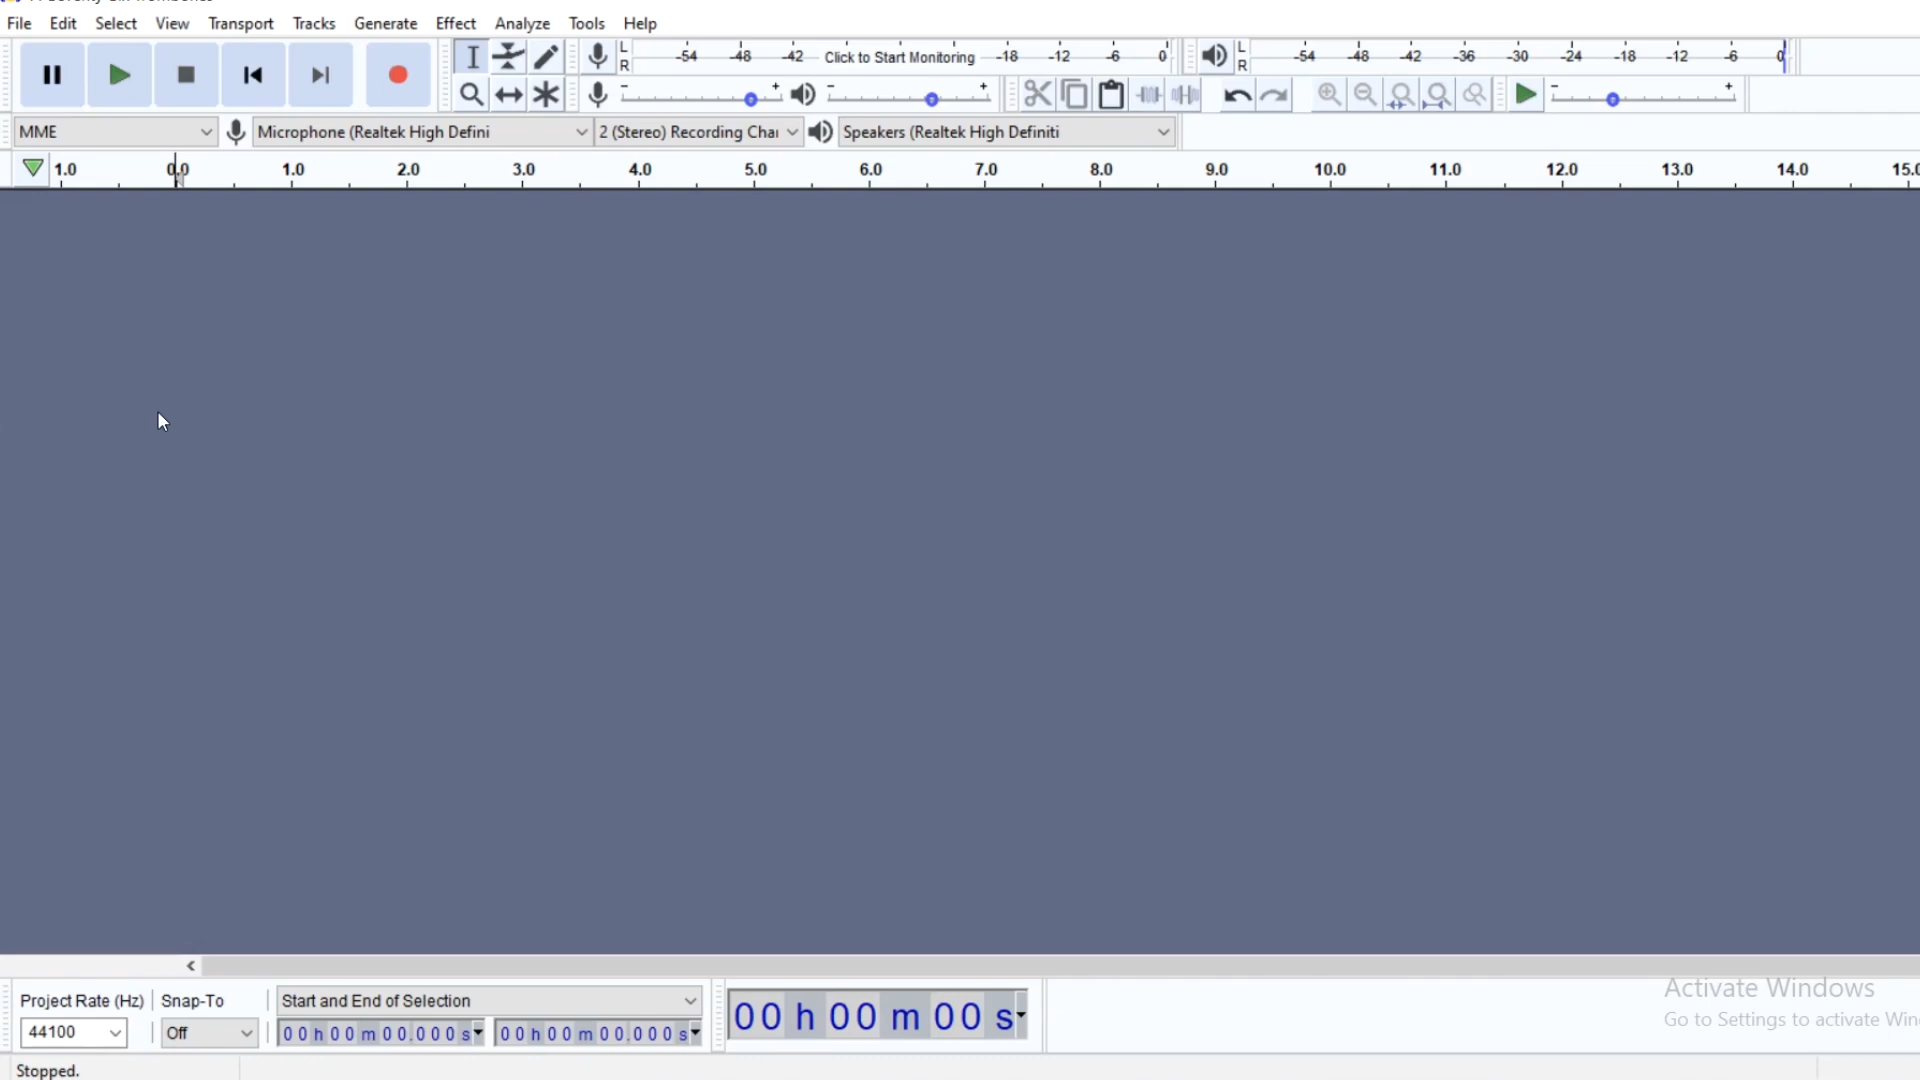 File Edit Select View Transport Tracks Generate Effect Analyze Tools Help
L R -54 -48 -42 Click to Start Monitoring -18 -12 -6 0 L R -54 -48 -42 -36 -30 -24 -18 -12 -6 0
- + - + - +
MME Microphone (Realtek High Defini 2 (Stereo) Recording Chai Speakers (Realtek High Definiti
1.0 0.0 1.0 2.0 3.0 4.0 5.0 6.0 7.0 8.0 9.0 10.0 11.0 12.0 13.0 14.0 15.0
Project Rate (Hz) Snap-To Start and End of Selection
44100 Off 00 h 00 m 00.000 s 00 h 00 m 00.000 s
00 h 00 m 00 s
Activate Windows
Go to Settings to activate Win
Stopped.